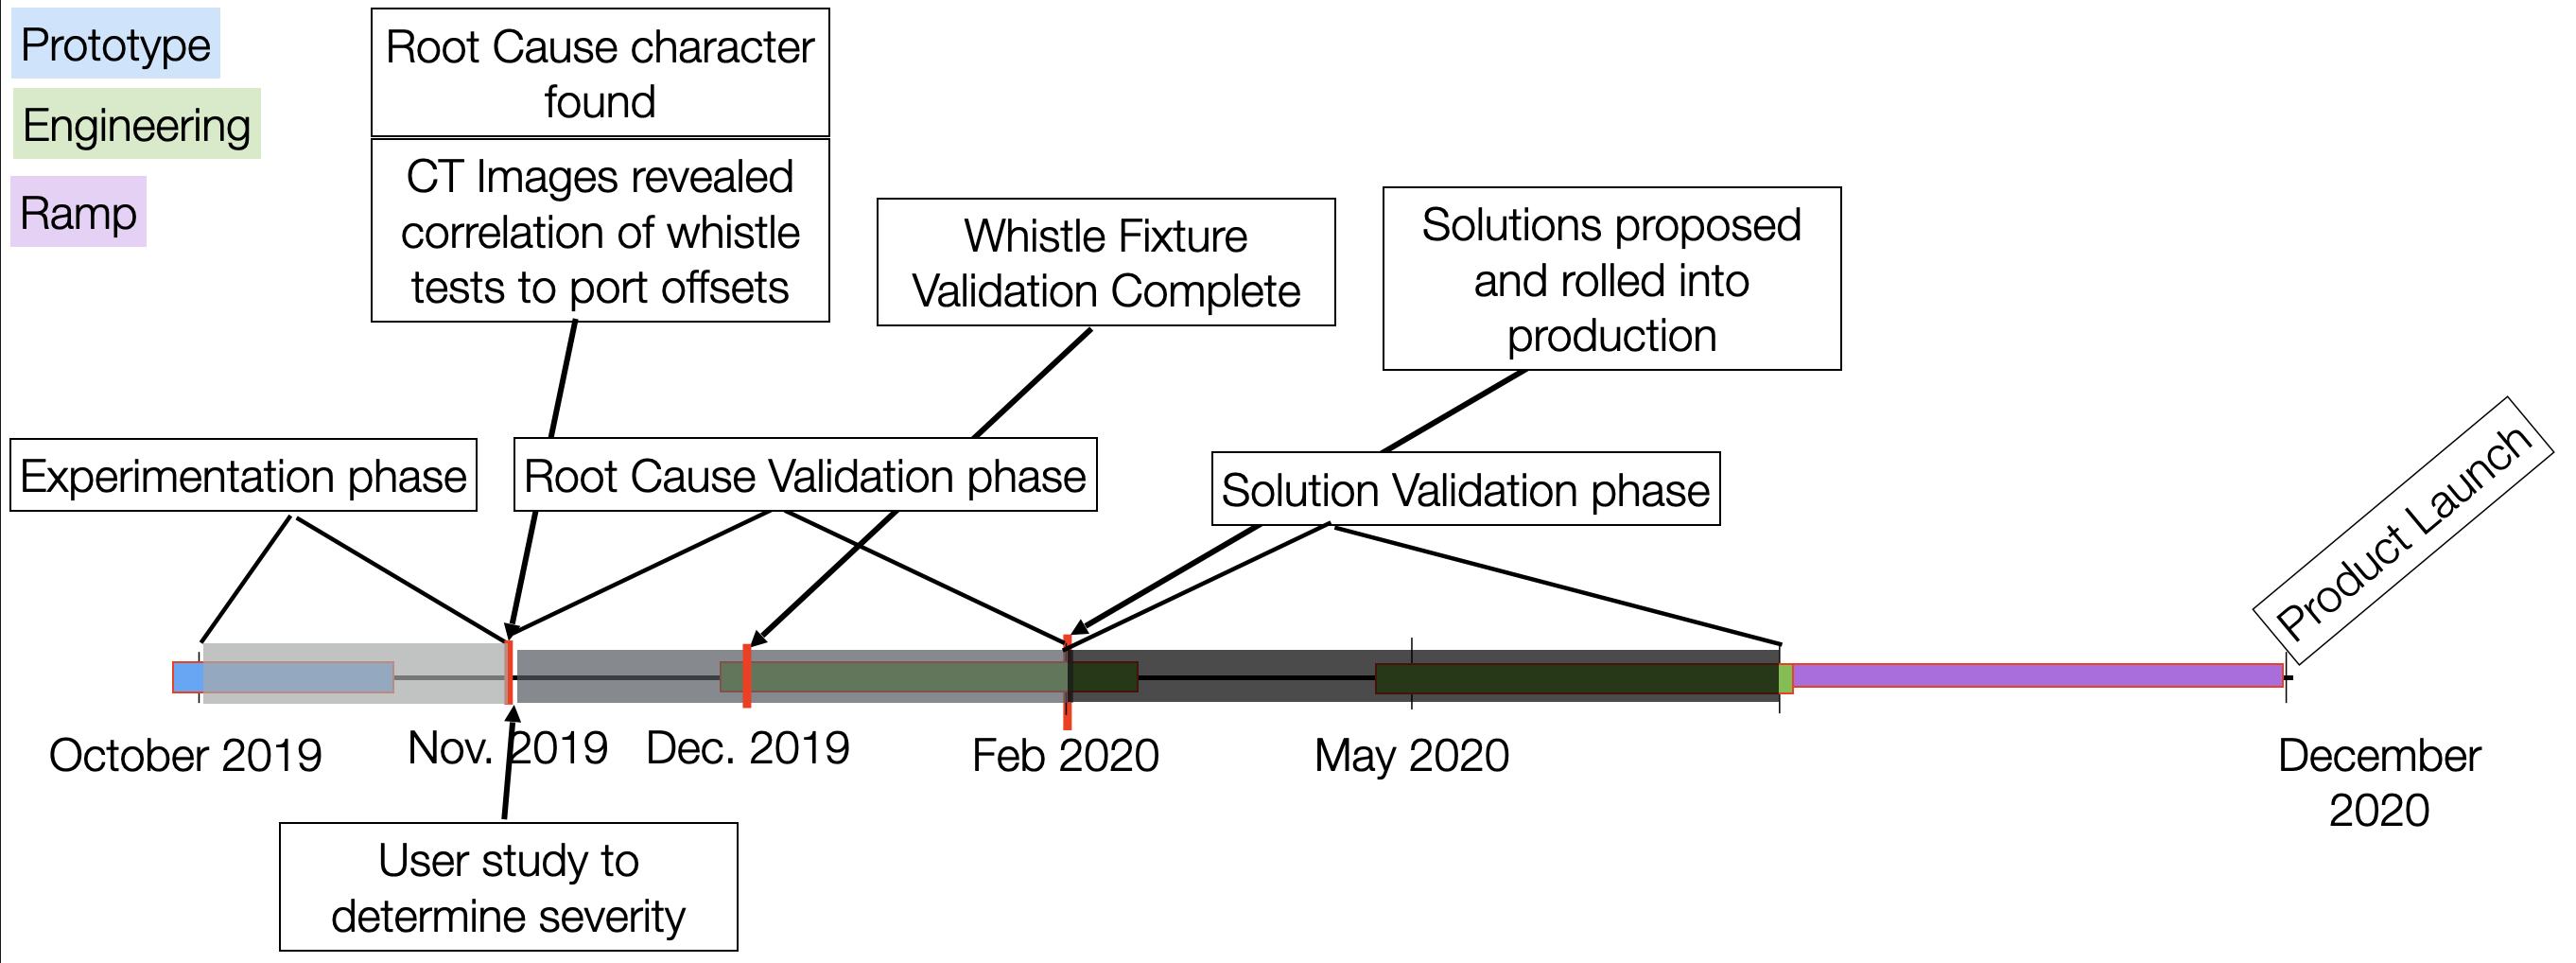 Prototype
Engineering
Ramp
Root Cause character
found
CT Images revealed
correlation of whistle
tests to port offsets
Whistle Fixture
Validation Complete
Solutions proposed
and rolled into
production
Experimentation phase
Root Cause Validation phase
Solution Validation phase
Product Launch
October 2019
Nov. 2019
Dec. 2019
Feb 2020
May 2020
December
2020
User study to
determine severity